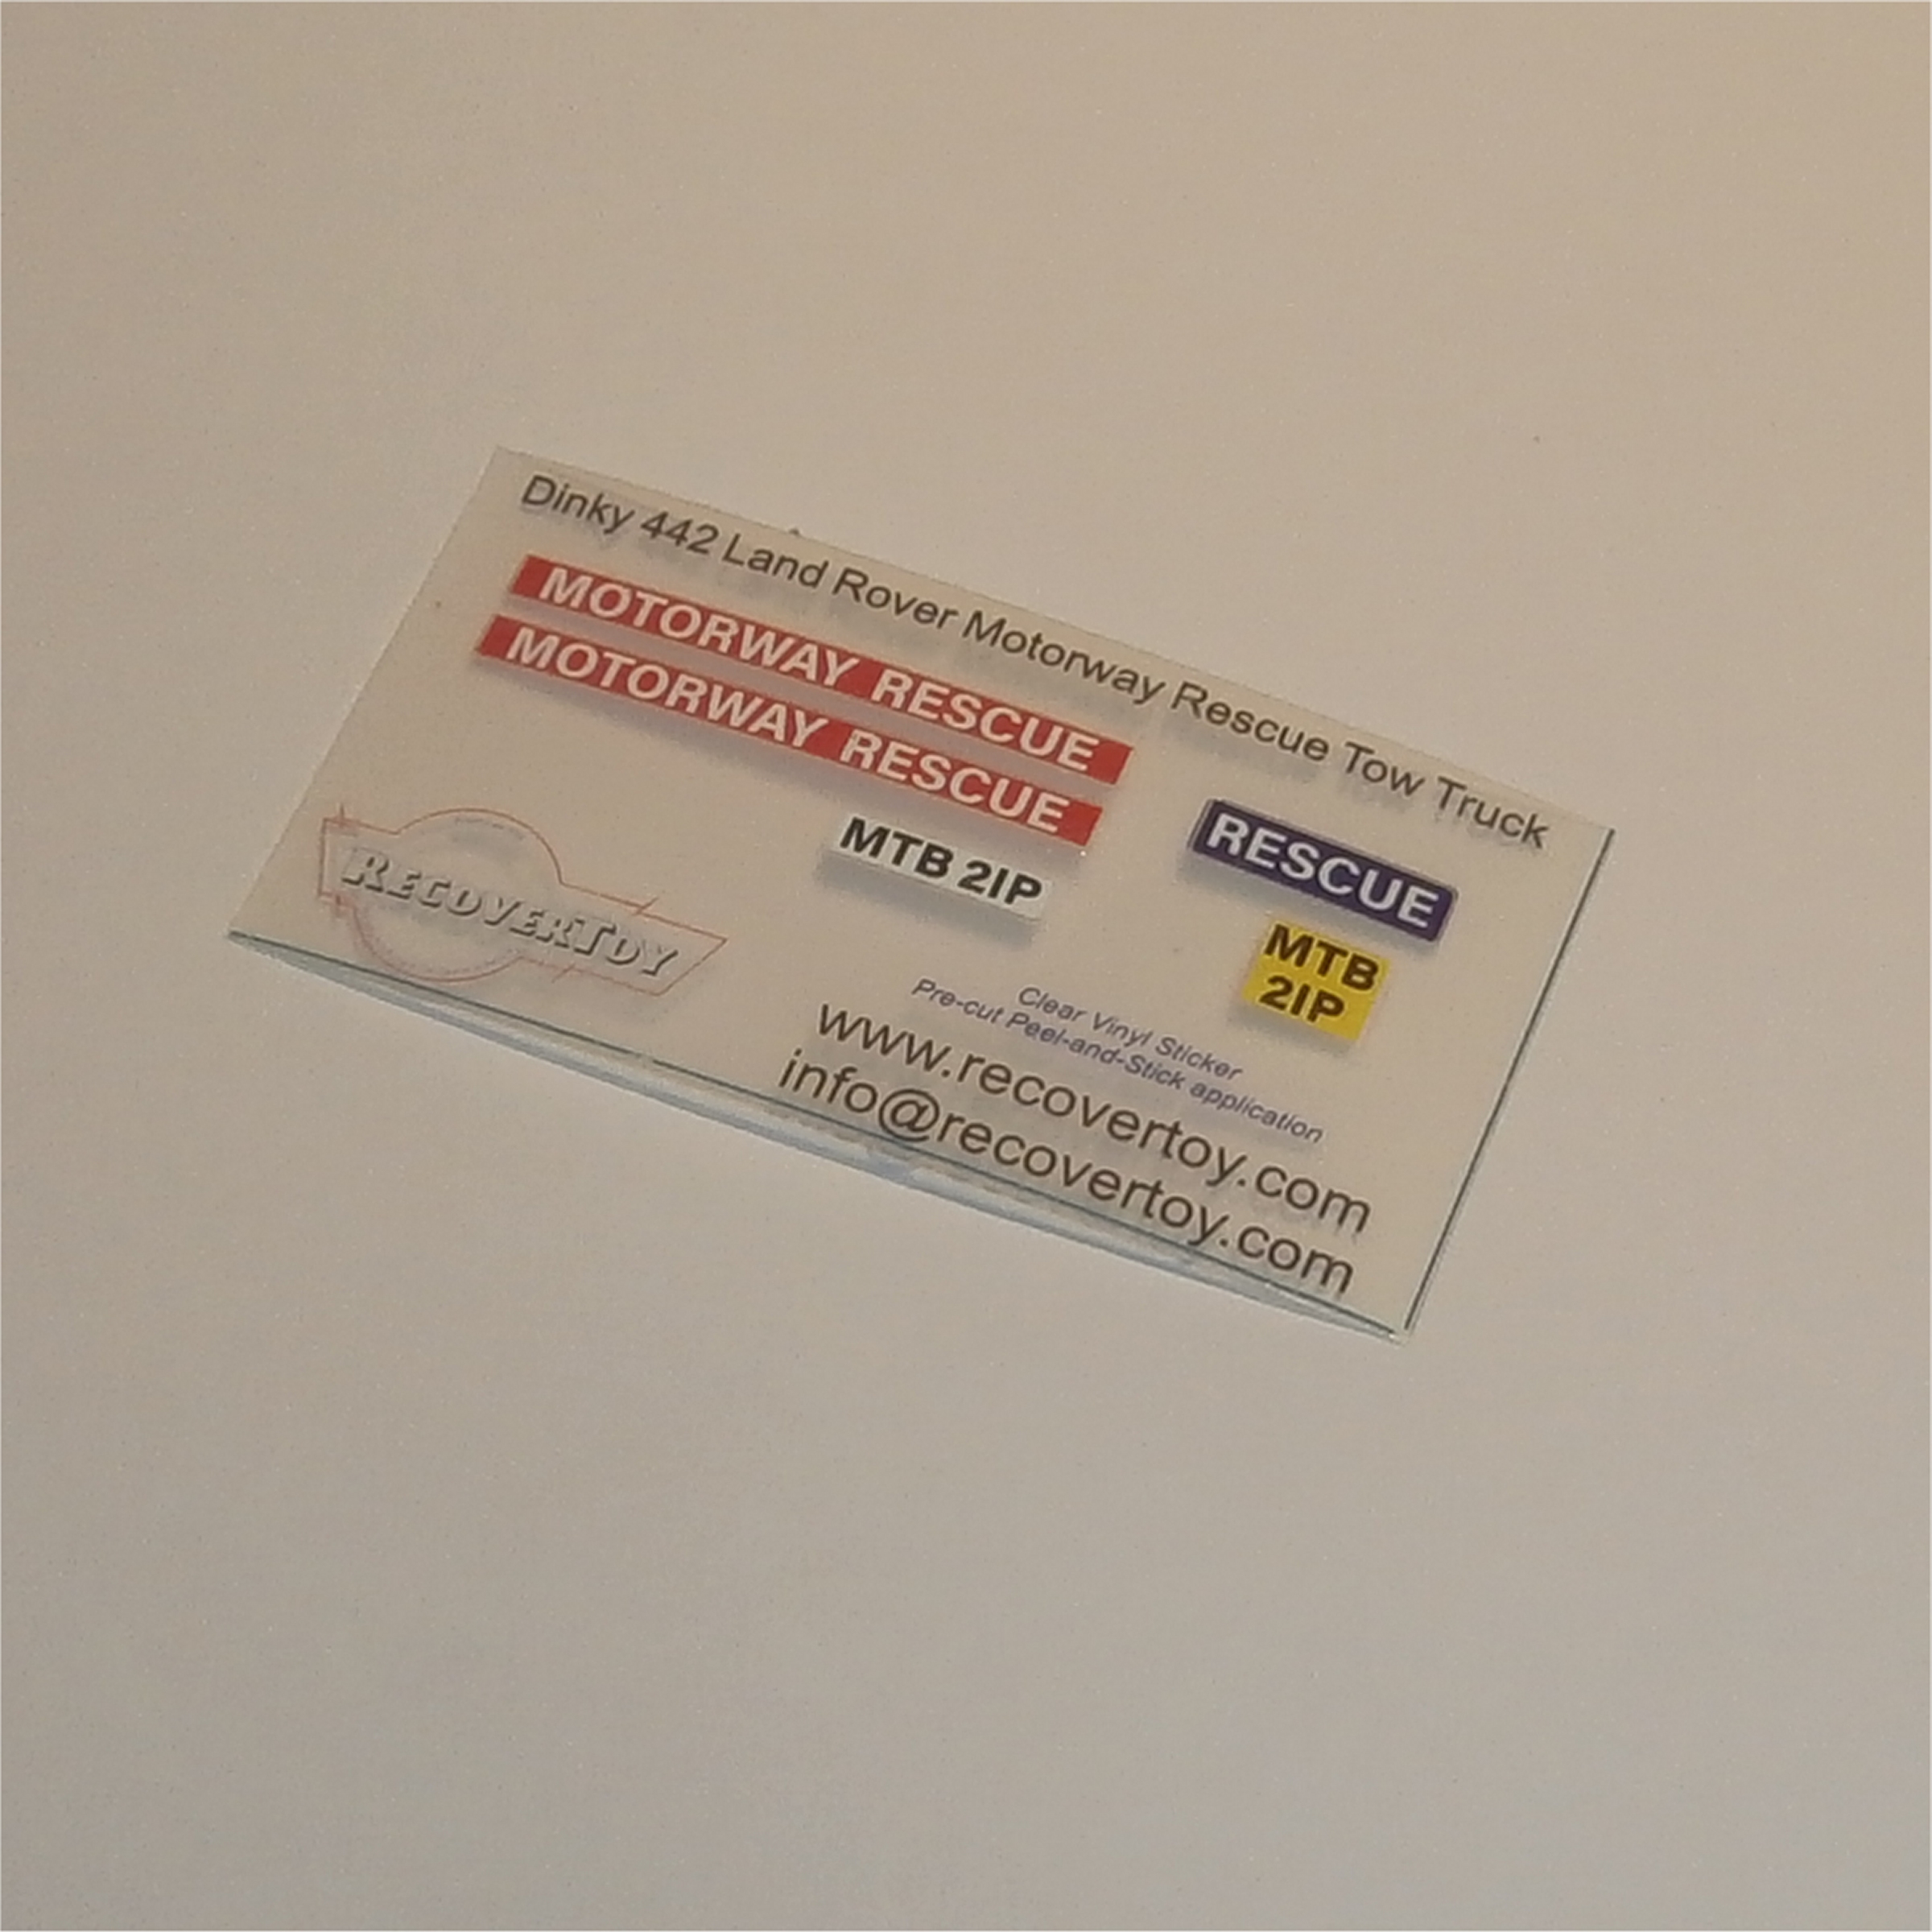 Dinky 442 Land Rover Motorway Rescue Tow Truck
MOTORWAY RESCUE
MOTORWAY RESCUE
RESCUE
MTB 2IP
MTB
2IP
RECOVERTOY
Clear Vinyl Sticker
Pre-cut Peel-and-Stick application
www.recovertoy.com
info@recovertoy.com